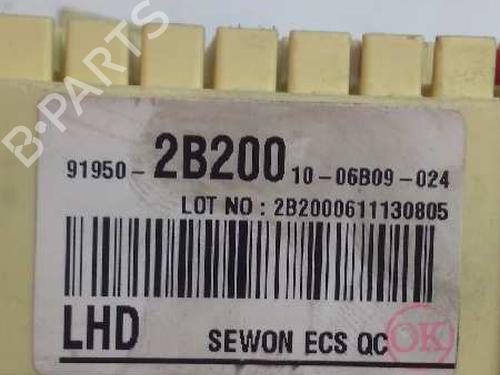 B-PARTS
91950-2B200 10-06B09-024
LOT NO : 2B2000611130805
LHD SEWON ECS QC OK